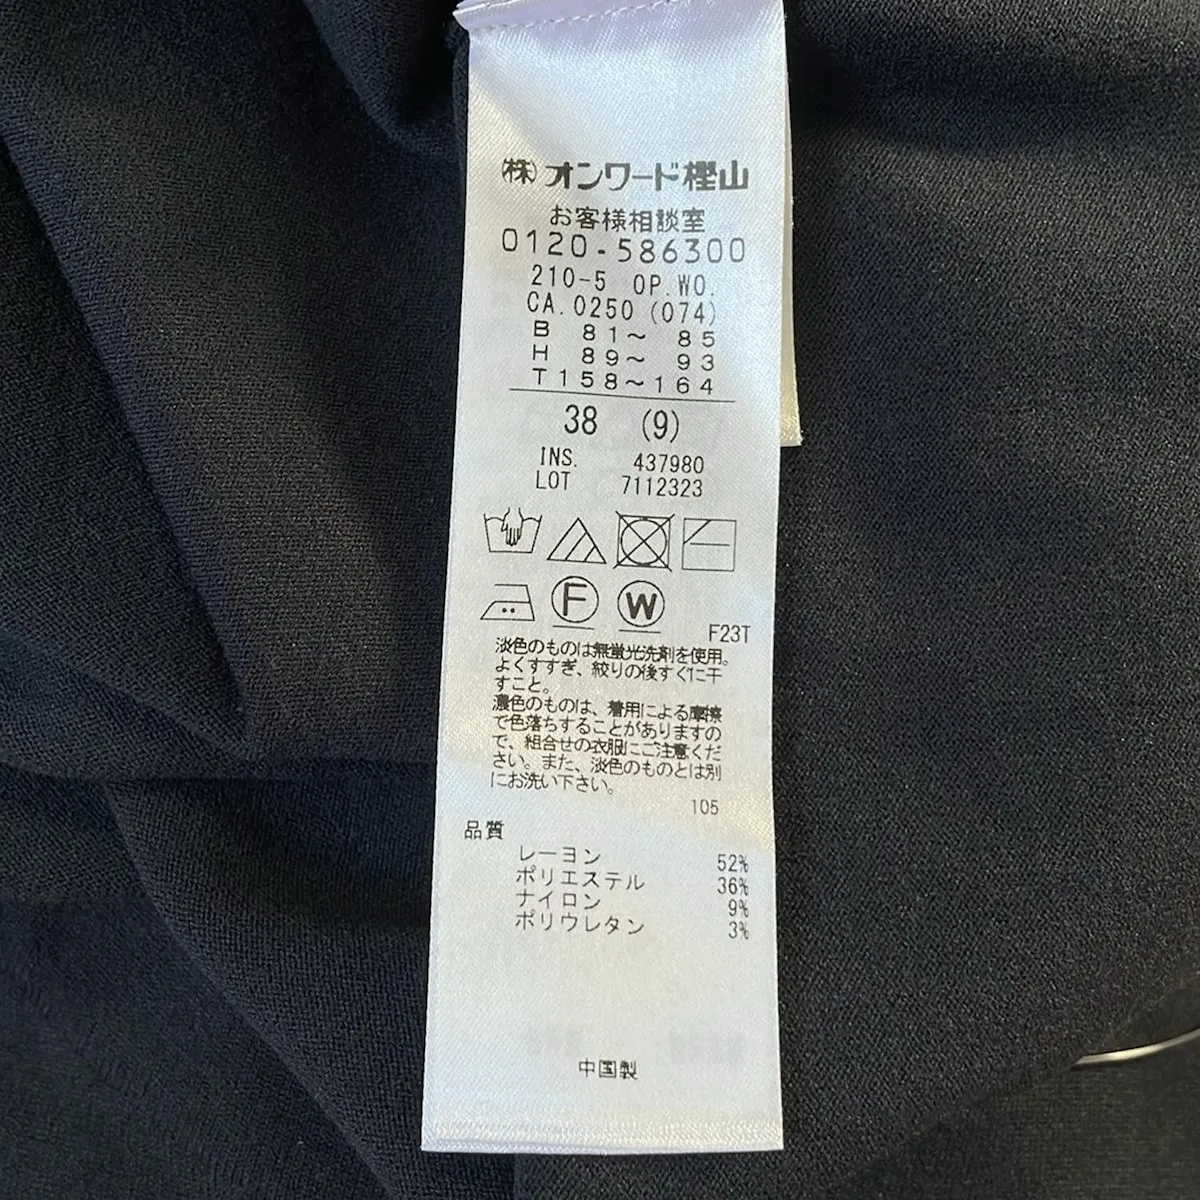 (株)オンワード樫山
お客様相談室
0120-586300
210-5 OP.WO.
CA.0250(074)
B 81～ 85
H 89～ 93
T158～164
38 (9)
INS. 437980
LOT 7112323
F W
F23T
淡色のものは無蛍光洗剤を使用。
よくすすぎ、絞りの後すぐに干
すこと。
濃色のものは、着用による摩擦
で色落ちすることがありますの
で、組合せの衣服にご注意くだ
さい。また、淡色のものとは別
にお洗い下さい。
105
品質
レーヨン 52%
ポリエステル 36%
ナイロン 9%
ポリウレタン 3%
中国製